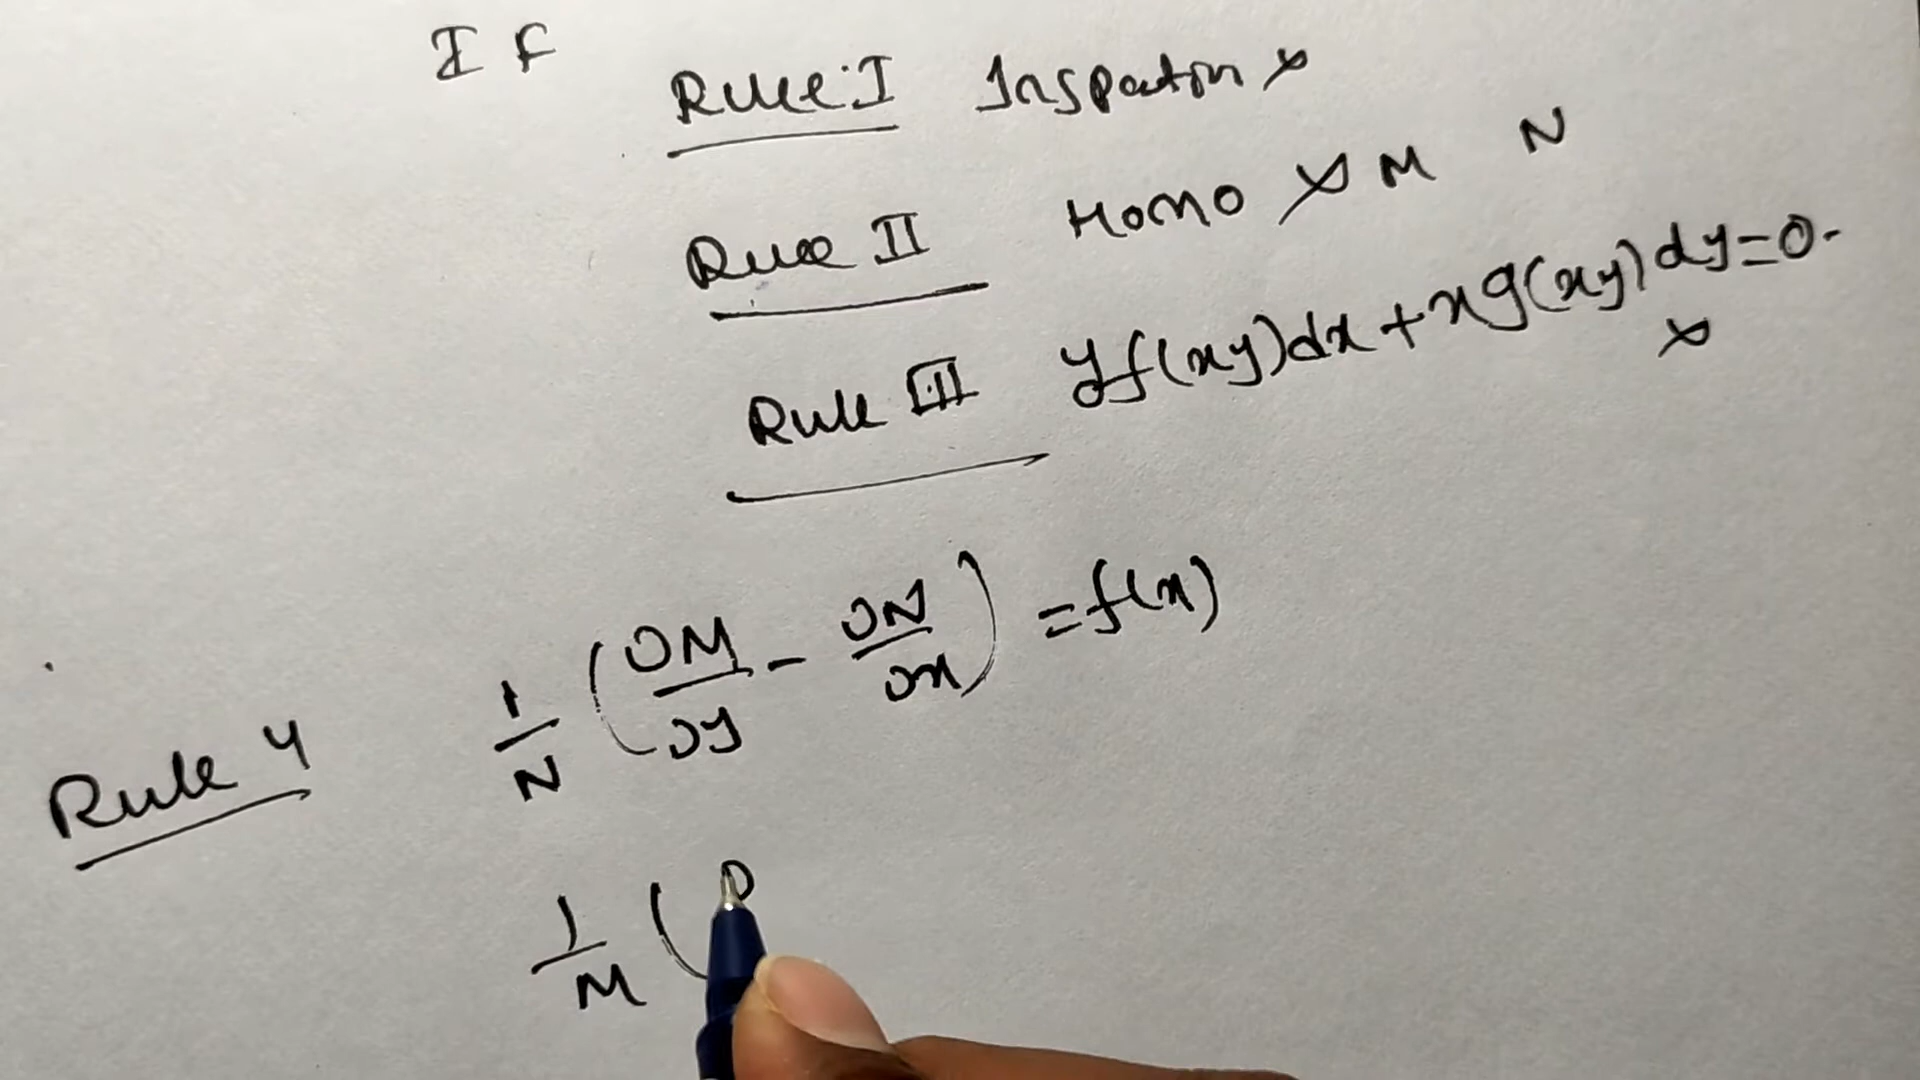 I F
Rule: I Inspection ×
Rule II Homo × M N
Rule III yf(xy)dx + xg(xy)dy = 0.
×
Rule 4 1/N (∂M/∂y - ∂N/∂x) = f(x)
1/M (∂